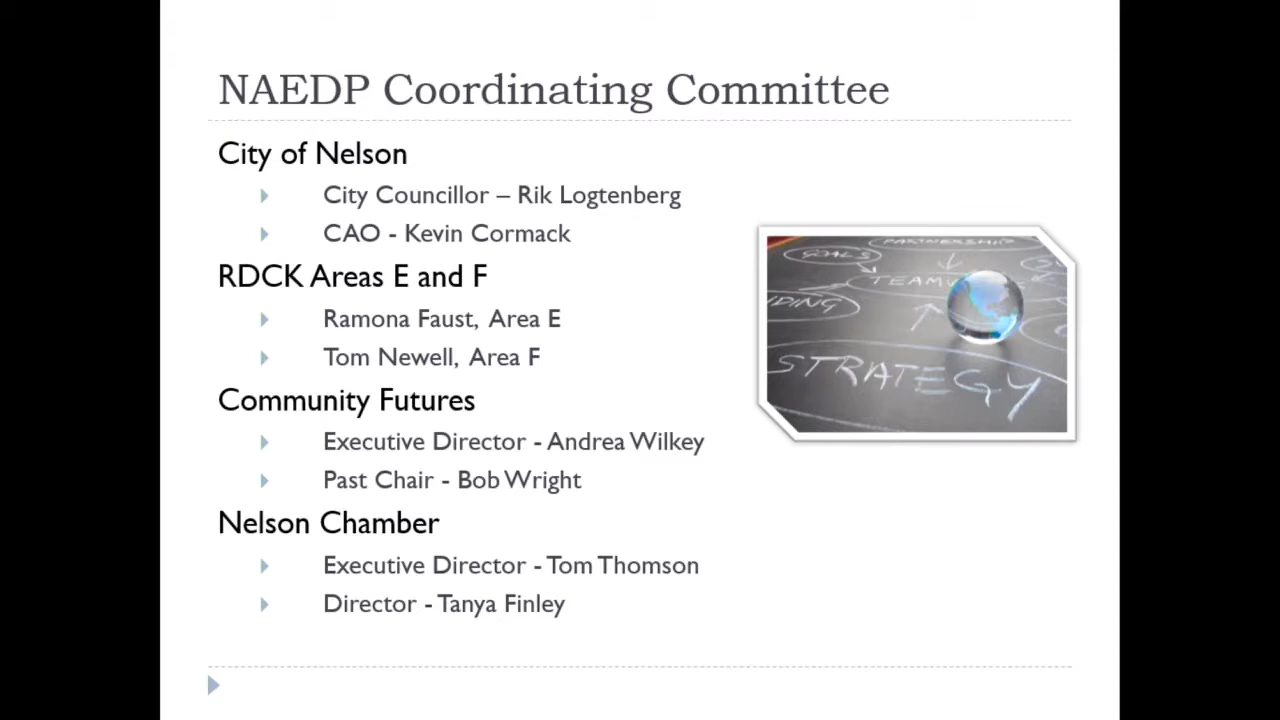 NAEDP Coordinating Committee
City of Nelson
City Councillor – Rik Logtenberg
CAO - Kevin Cormack
RDCK Areas E and F
Ramona Faust, Area E
Tom Newell, Area F
Community Futures
Executive Director - Andrea Wilkey
Past Chair - Bob Wright
Nelson Chamber
Executive Director - Tom Thomson
Director - Tanya Finley
PARTNERSHIP
GOALS
STRATEGY